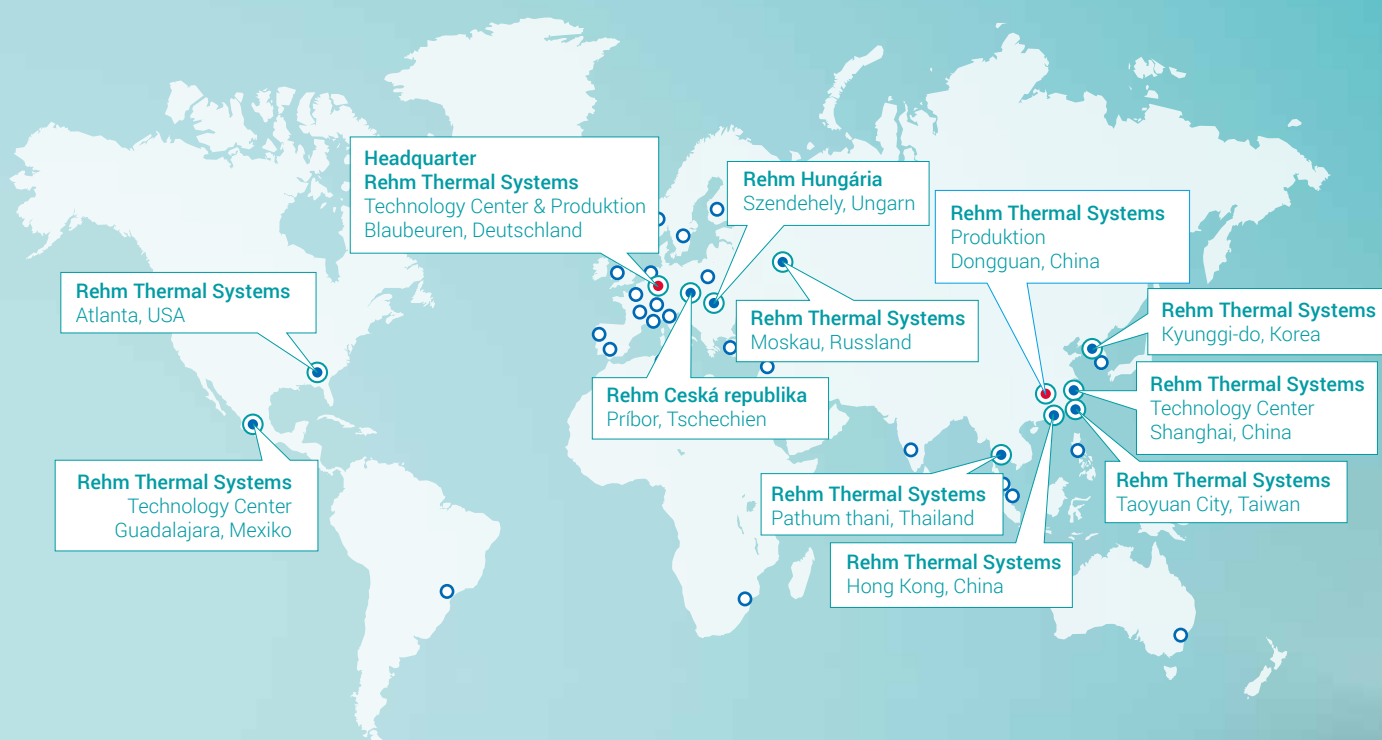 Headquarter
Rehm Thermal Systems
Technology Center & Produktion
Blaubeuren, Deutschland
Rehm Hungária
Szendehely, Ungarn
Rehm Thermal Systems
Produktion
Dongguan, China
Rehm Thermal Systems
Atlanta, USA
Rehm Thermal Systems
Moskau, Russland
Rehm Thermal Systems
Kyunggi-do, Korea
Rehm Ceská republika
Príbor, Tschechien
Rehm Thermal Systems
Technology Center
Shanghai, China
Rehm Thermal Systems
Technology Center
Guadalajara, Mexiko
Rehm Thermal Systems
Pathum thani, Thailand
Rehm Thermal Systems
Taoyuan City, Taiwan
Rehm Thermal Systems
Hong Kong, China